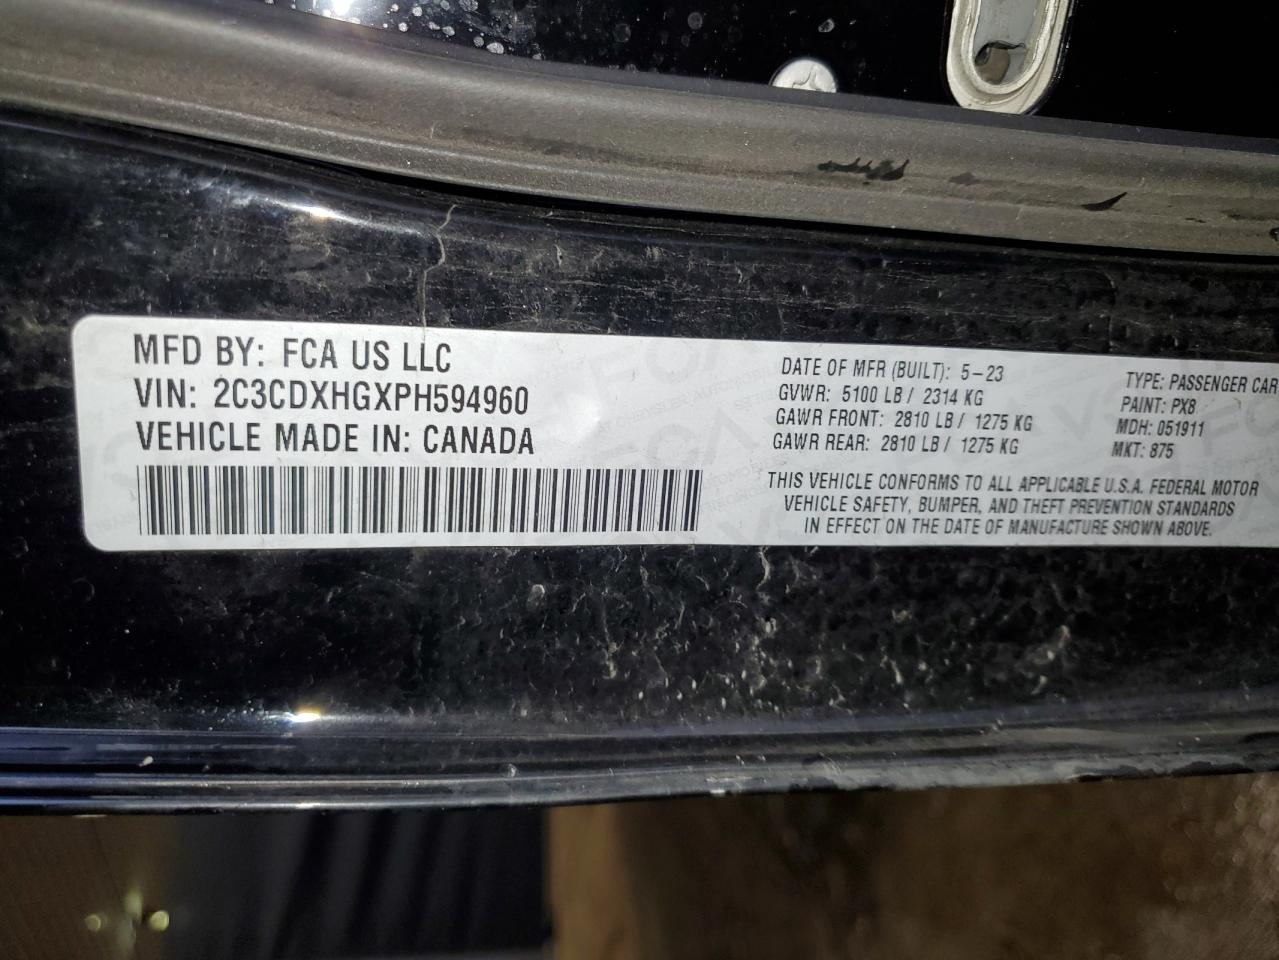 MFD BY: FCA US LLC
VIN: 2C3CDXHGXPH594960
VEHICLE MADE IN: CANADA
DATE OF MFR (BUILT): 5-23
GVWR: 5100 LB / 2314 KG
GAWR FRONT: 2810 LB / 1275 KG
GAWR REAR: 2810 LB / 1275 KG
TYPE: PASSENGER CAR
PAINT: PX8
MDH: 051911
MKT: 875
THIS VEHICLE CONFORMS TO ALL APPLICABLE U.S.A. FEDERAL MOTOR
VEHICLE SAFETY, BUMPER, AND THEFT PREVENTION STANDARDS
IN EFFECT ON THE DATE OF MANUFACTURE SHOWN ABOVE.